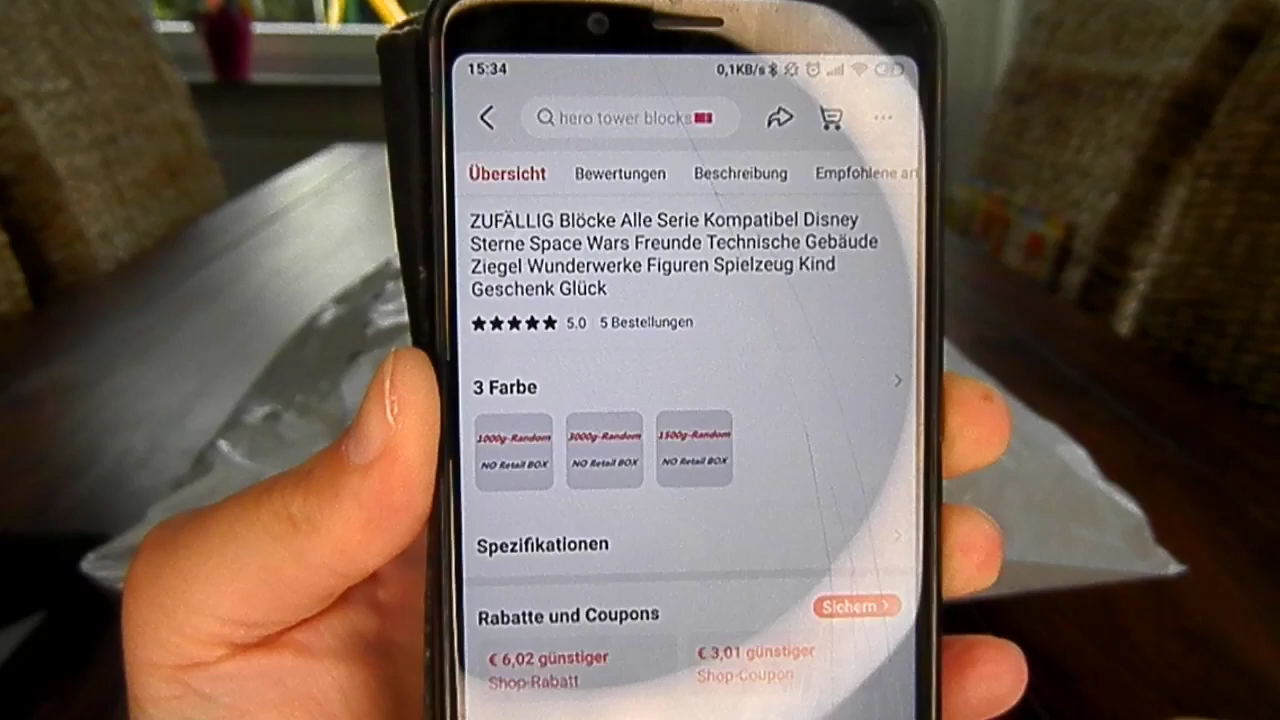 15:34 0,1KB/s
hero tower blocks
Übersicht Bewertungen Beschreibung Empfohlene ar
ZUFÄLLIG Blöcke Alle Serie Kompatibel Disney
Sterne Space Wars Freunde Technische Gebäude
Ziegel Wunderwerke Figuren Spielzeug Kind
Geschenk Glück
5.0 5 Bestellungen
3 Farbe
1000g-Random 3000g-Random 1500g-Random
NO Retail BOX NO Retail BOX NO Retail BOX
Spezifikationen
Rabatte und Coupons Sichern
€ 6,02 günstiger € 3,01 günstiger
Shop-Rabatt Shop-Coupon